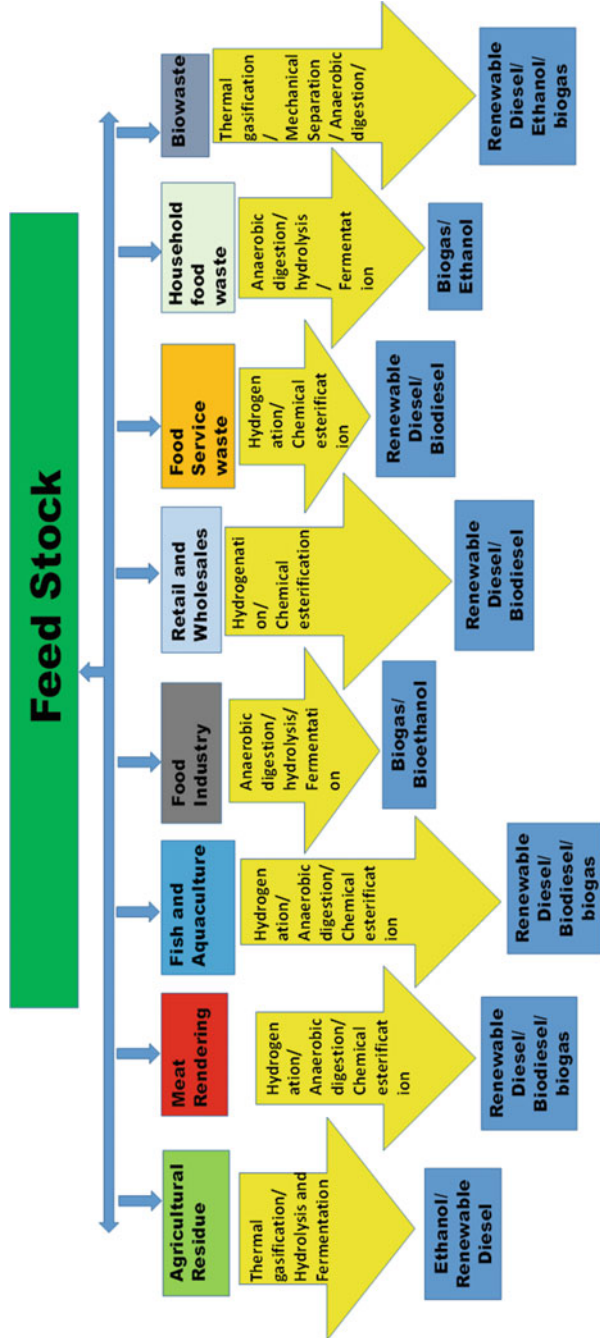 Feed Stock
Agricultural
Residue
Thermal
gasification/
Hydrolysis and
Fermentation
Ethanol/
Renewable
Diesel
Meat
Rendering
Hydrogen
ation/
Anaerobic
digestion/
Chemical
esterificat
ion
Renewable
Diesel/
Biodiesel/
biogas
Fish and
Aquaculture
Hydrogen
ation/
Anaerobic
digestion/
Chemical
esterificat
ion
Renewable
Diesel/
Biodiesel/
biogas
Food
Industry
Anaerobic
digestion/
hydrolysis/
Fermentati
on
Biogas/
Bioethanol
Retail and
Wholesales
Hydrogenati
on/
Chemical
esterification
Renewable
Diesel/
Biodiesel
Food
Service
waste
Hydrogen
ation/
Chemical
esterificat
ion
Renewable
Diesel/
Biodiesel
Household
food
waste
Anaerobic
digestion/
hydrolysis
/ Fermentat
ion
Biogas/
Ethanol
Biowaste
Thermal
gasification
/
Mechanical
Separation
/ Anaerobic
digestion/
Renewable
Diesel/
Ethanol/
biogas